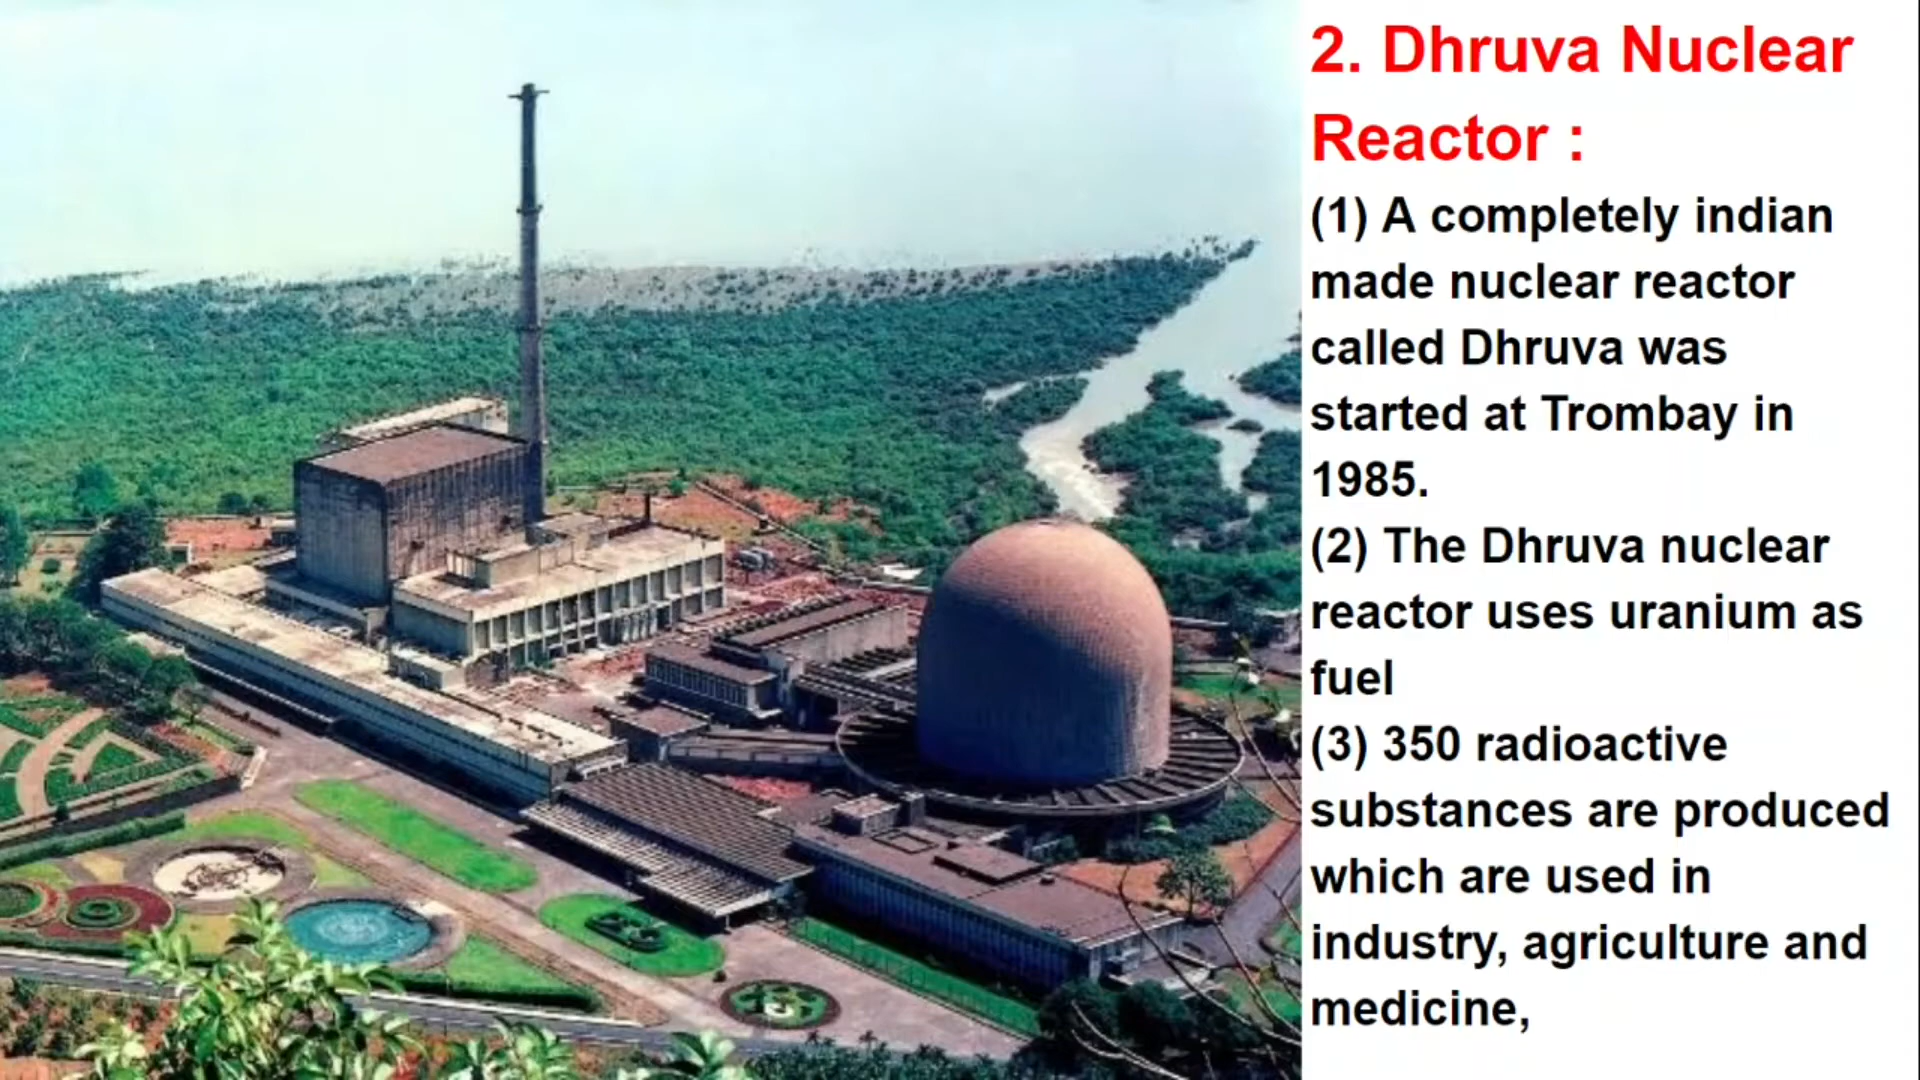 2. Dhruva Nuclear
Reactor :
(1) A completely indian
made nuclear reactor
called Dhruva was
started at Trombay in
1985.
(2) The Dhruva nuclear
reactor uses uranium as
fuel
(3) 350 radioactive
substances are produced
which are used in
industry, agriculture and
medicine,